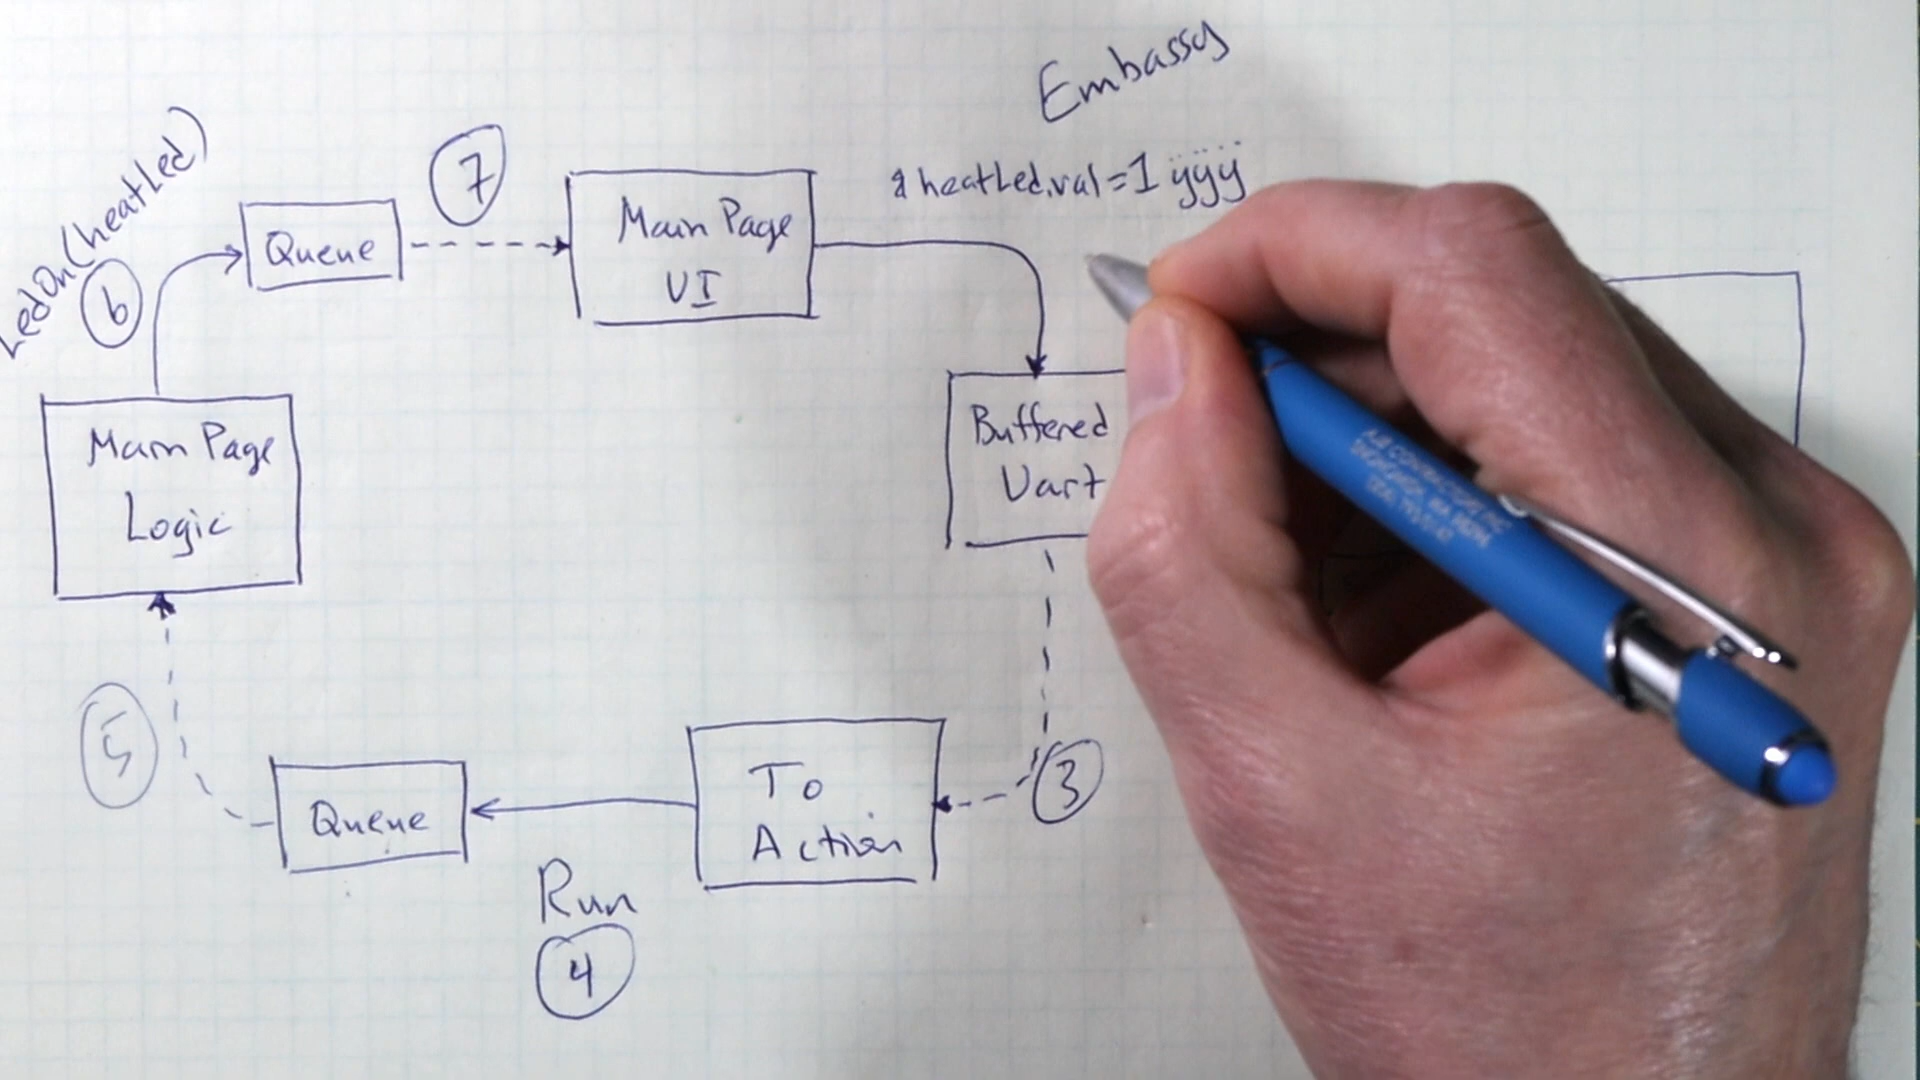 Embassy
LedOn(heatLed)
6
Queue
7
Main Page
UI
heatLed.val=1 ÿÿÿ
Main Page
Logic
Buffered
Uart
5
Queue
To
Action
3
Run
4